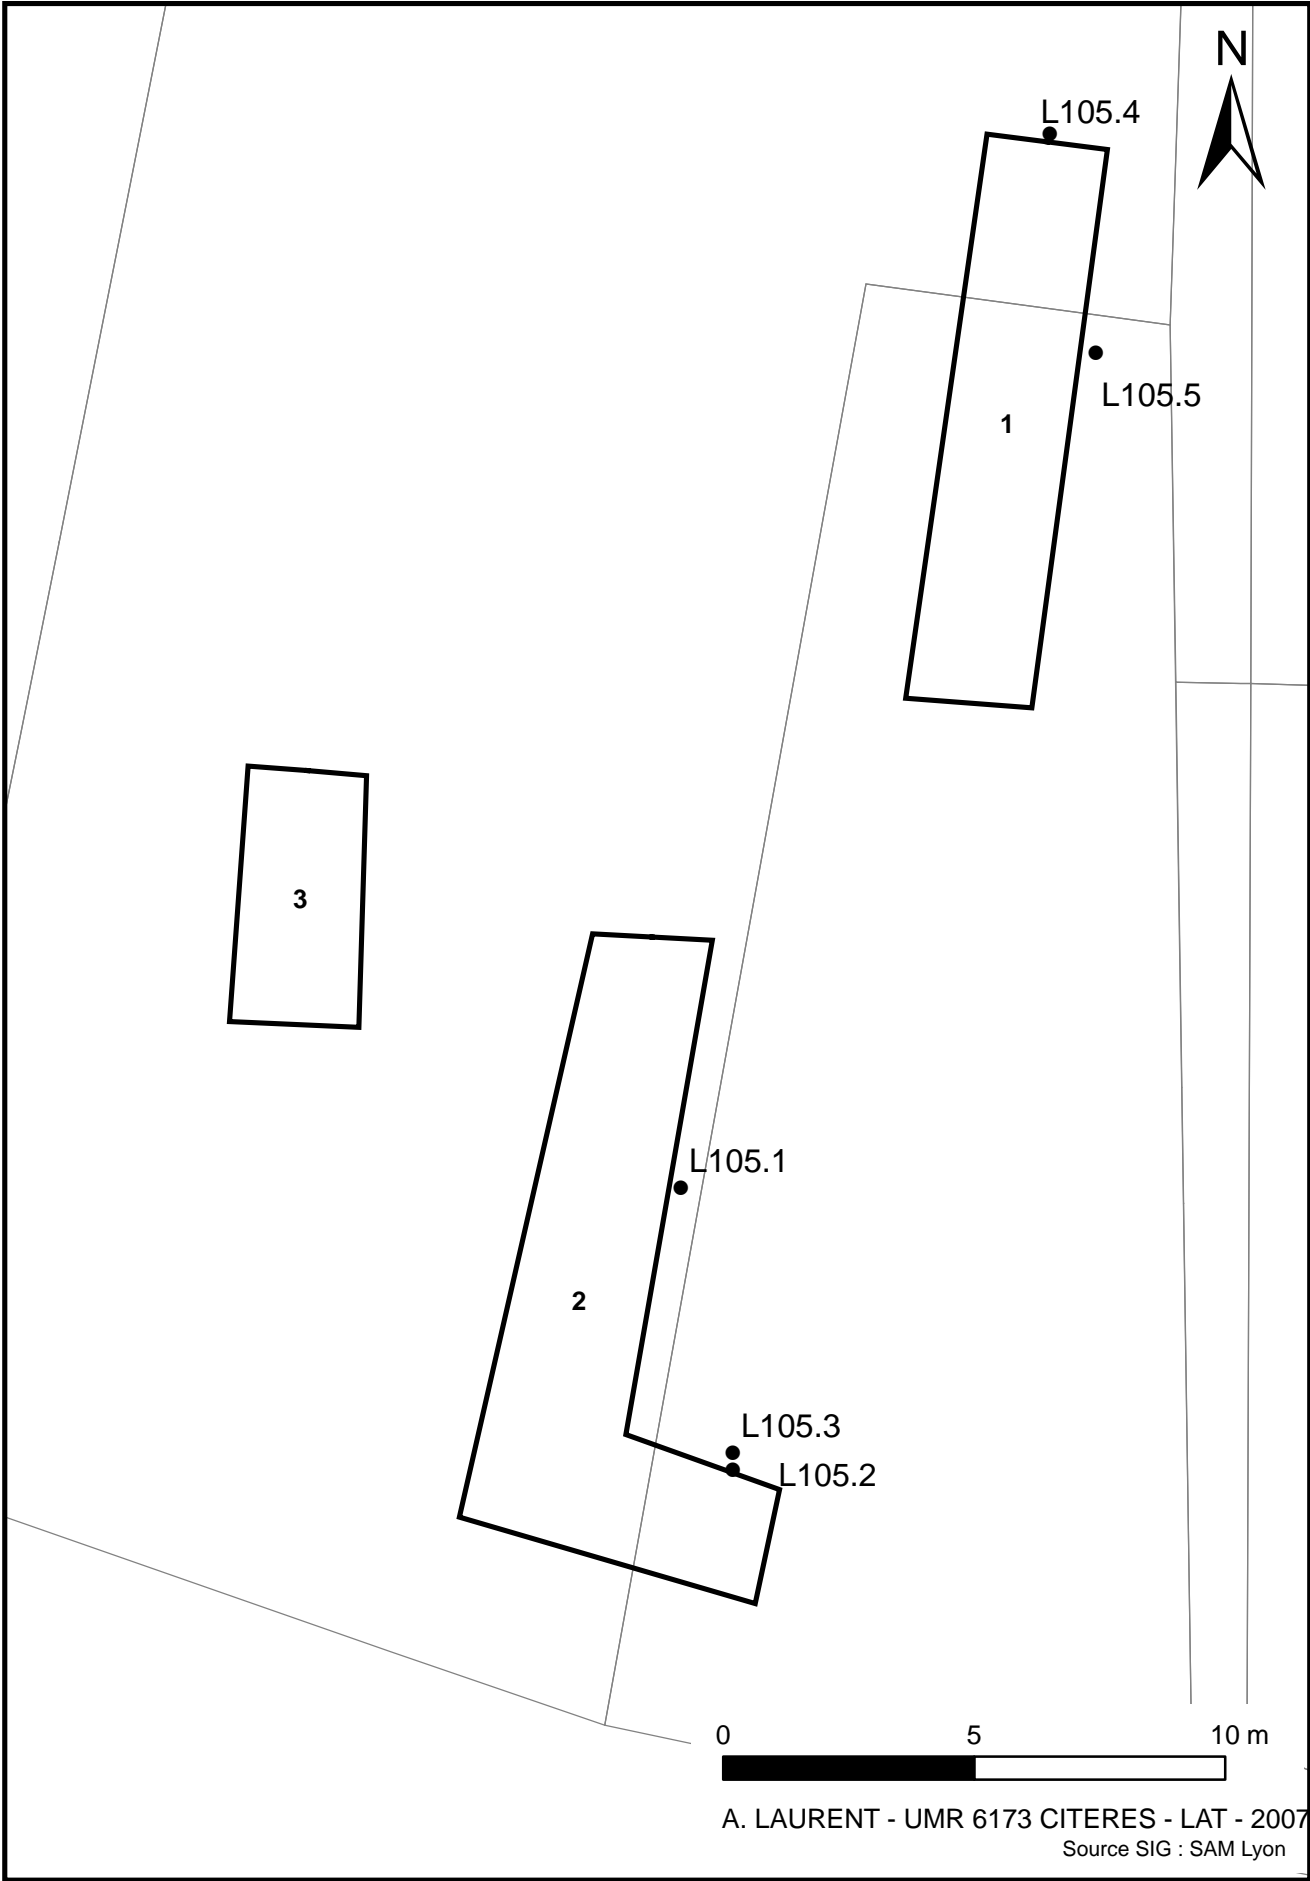 N
L105.4
L105.5
1
3
L105.1
2
L105.3
L105.2
0 5 10 m
A. LAURENT - UMR 6173 CITERES - LAT - 2007
Source SIG : SAM Lyon